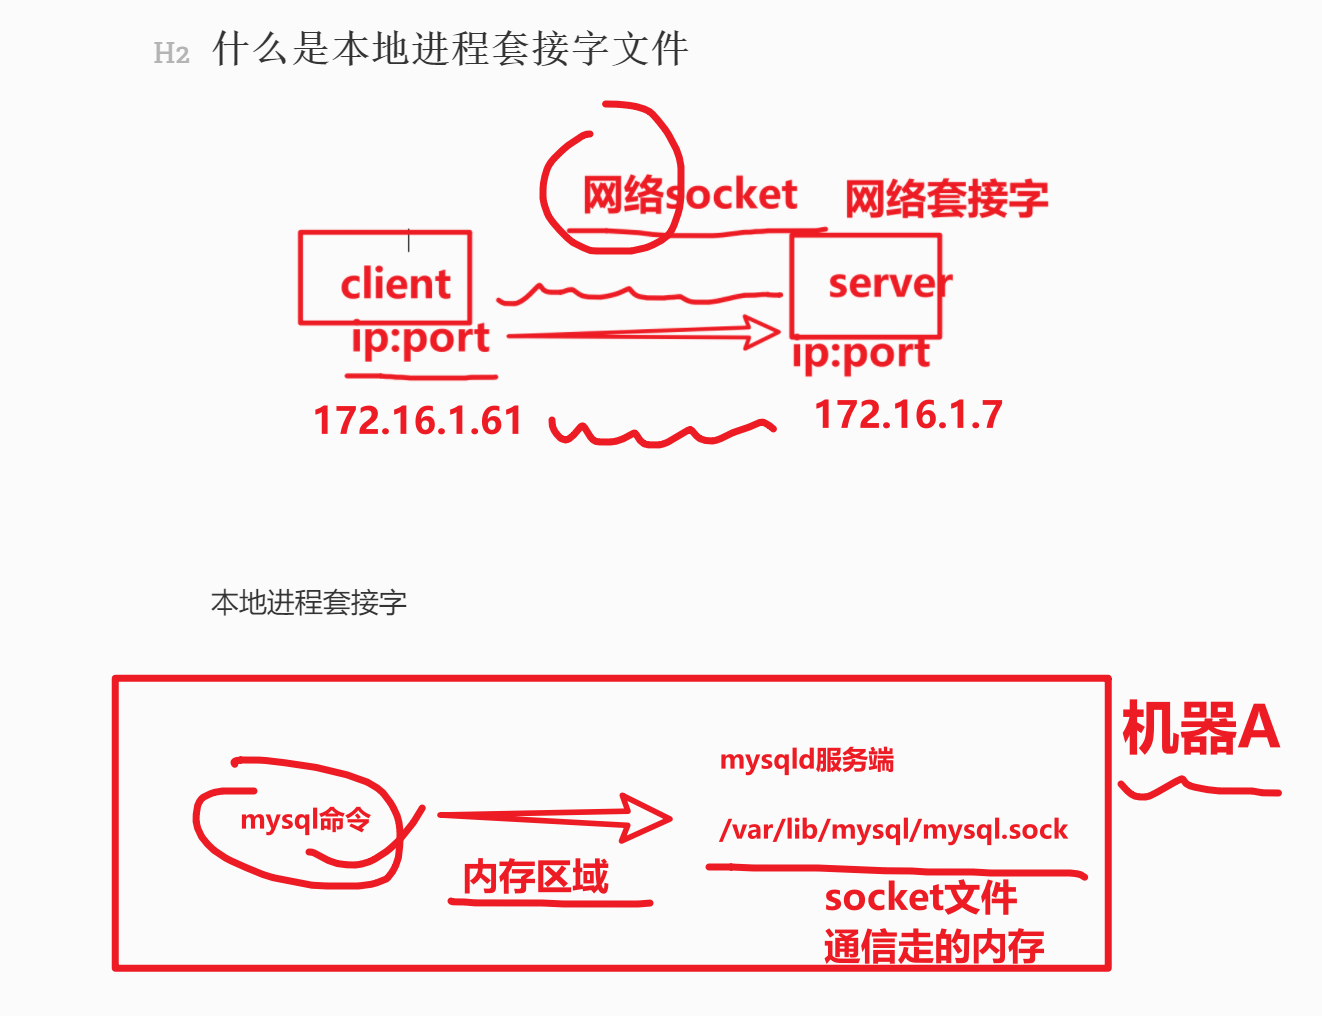 H2 什么是本地进程套接字文件
网络socket 网络套接字
client server
ip:port ip:port
172.16.1.61 172.16.1.7
本地进程套接字
机器A
mysqld服务端
mysql命令 /var/lib/mysql/mysql.sock
内存区域 socket文件
通信走的内存